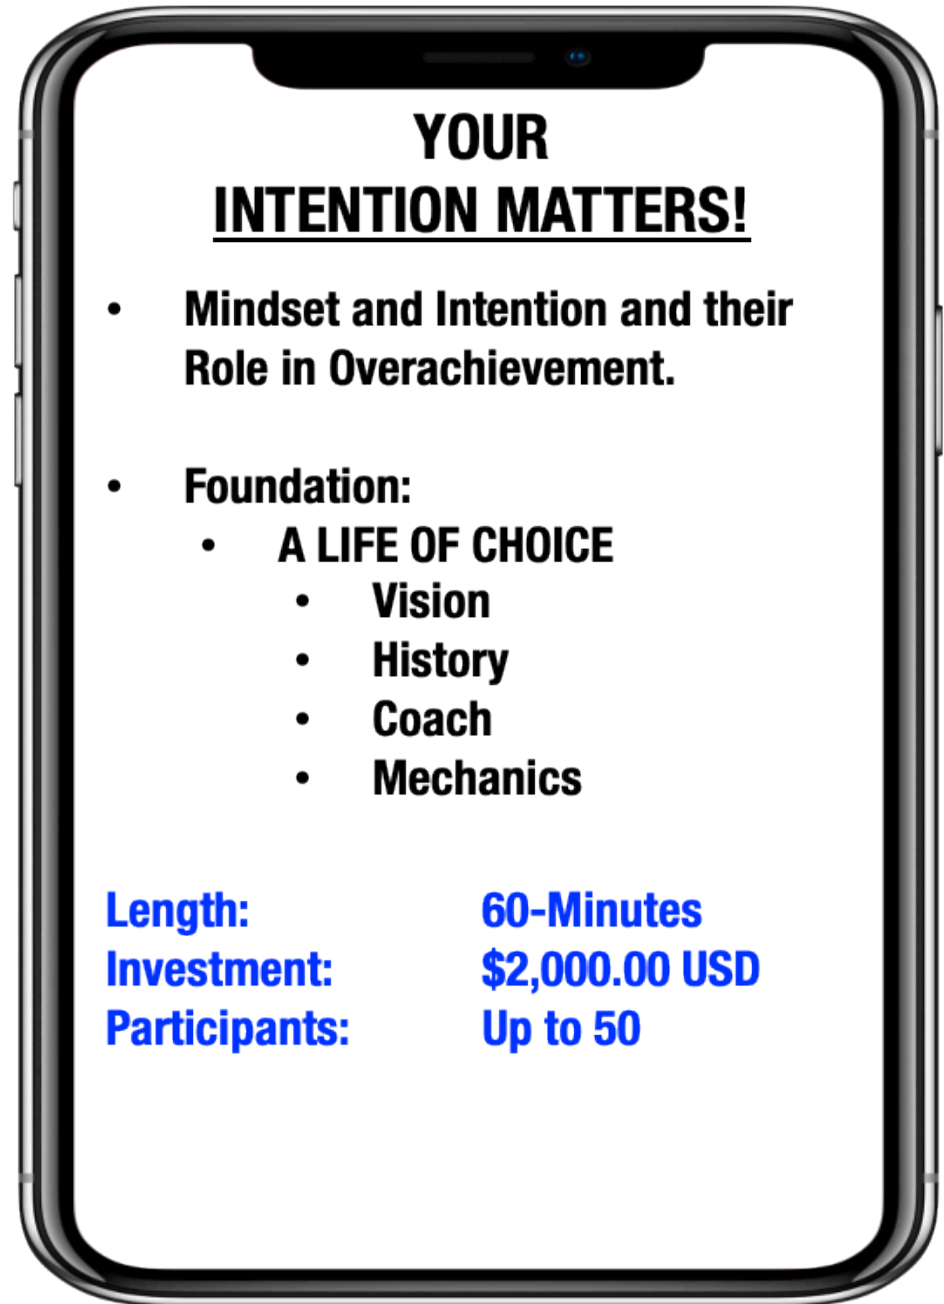 YOUR
INTENTION MATTERS!
• Mindset and Intention and their
Role in Overachievement.
• Foundation:
• A LIFE OF CHOICE
• Vision
• History
• Coach
• Mechanics
Length: 60-Minutes
Investment: $2,000.00 USD
Participants: Up to 50